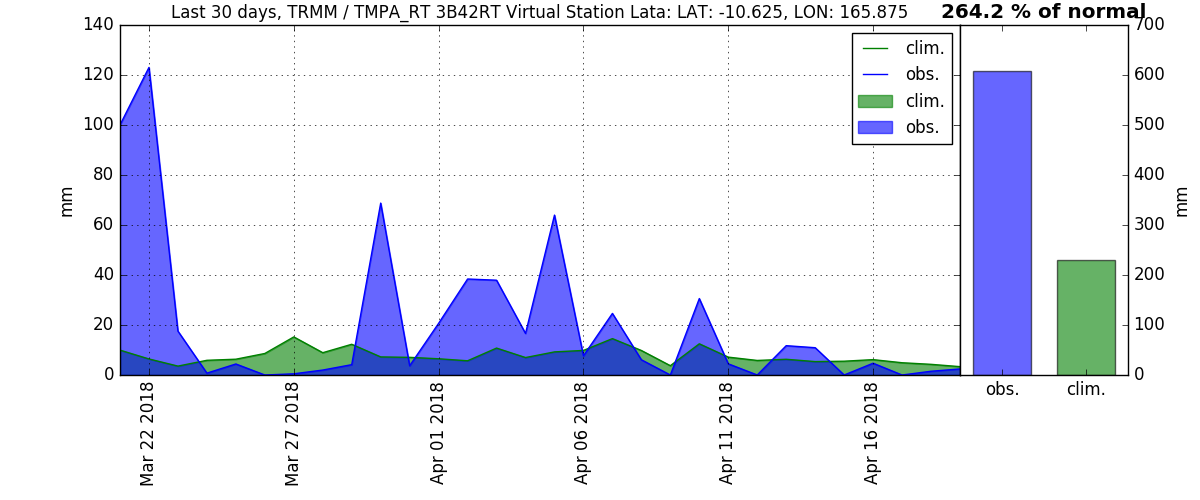 Last 30 days, TRMM / TMPA_RT 3B42RT Virtual Station Lata: LAT: -10.625, LON: 165.875
264.2 % of normal
140
120
100
80
60
40
20
0
mm
clim.
obs.
clim.
obs.
Mar 22 2018
Mar 27 2018
Apr 01 2018
Apr 06 2018
Apr 11 2018
Apr 16 2018
700
600
500
400
300
200
100
0
mm
obs.
clim.